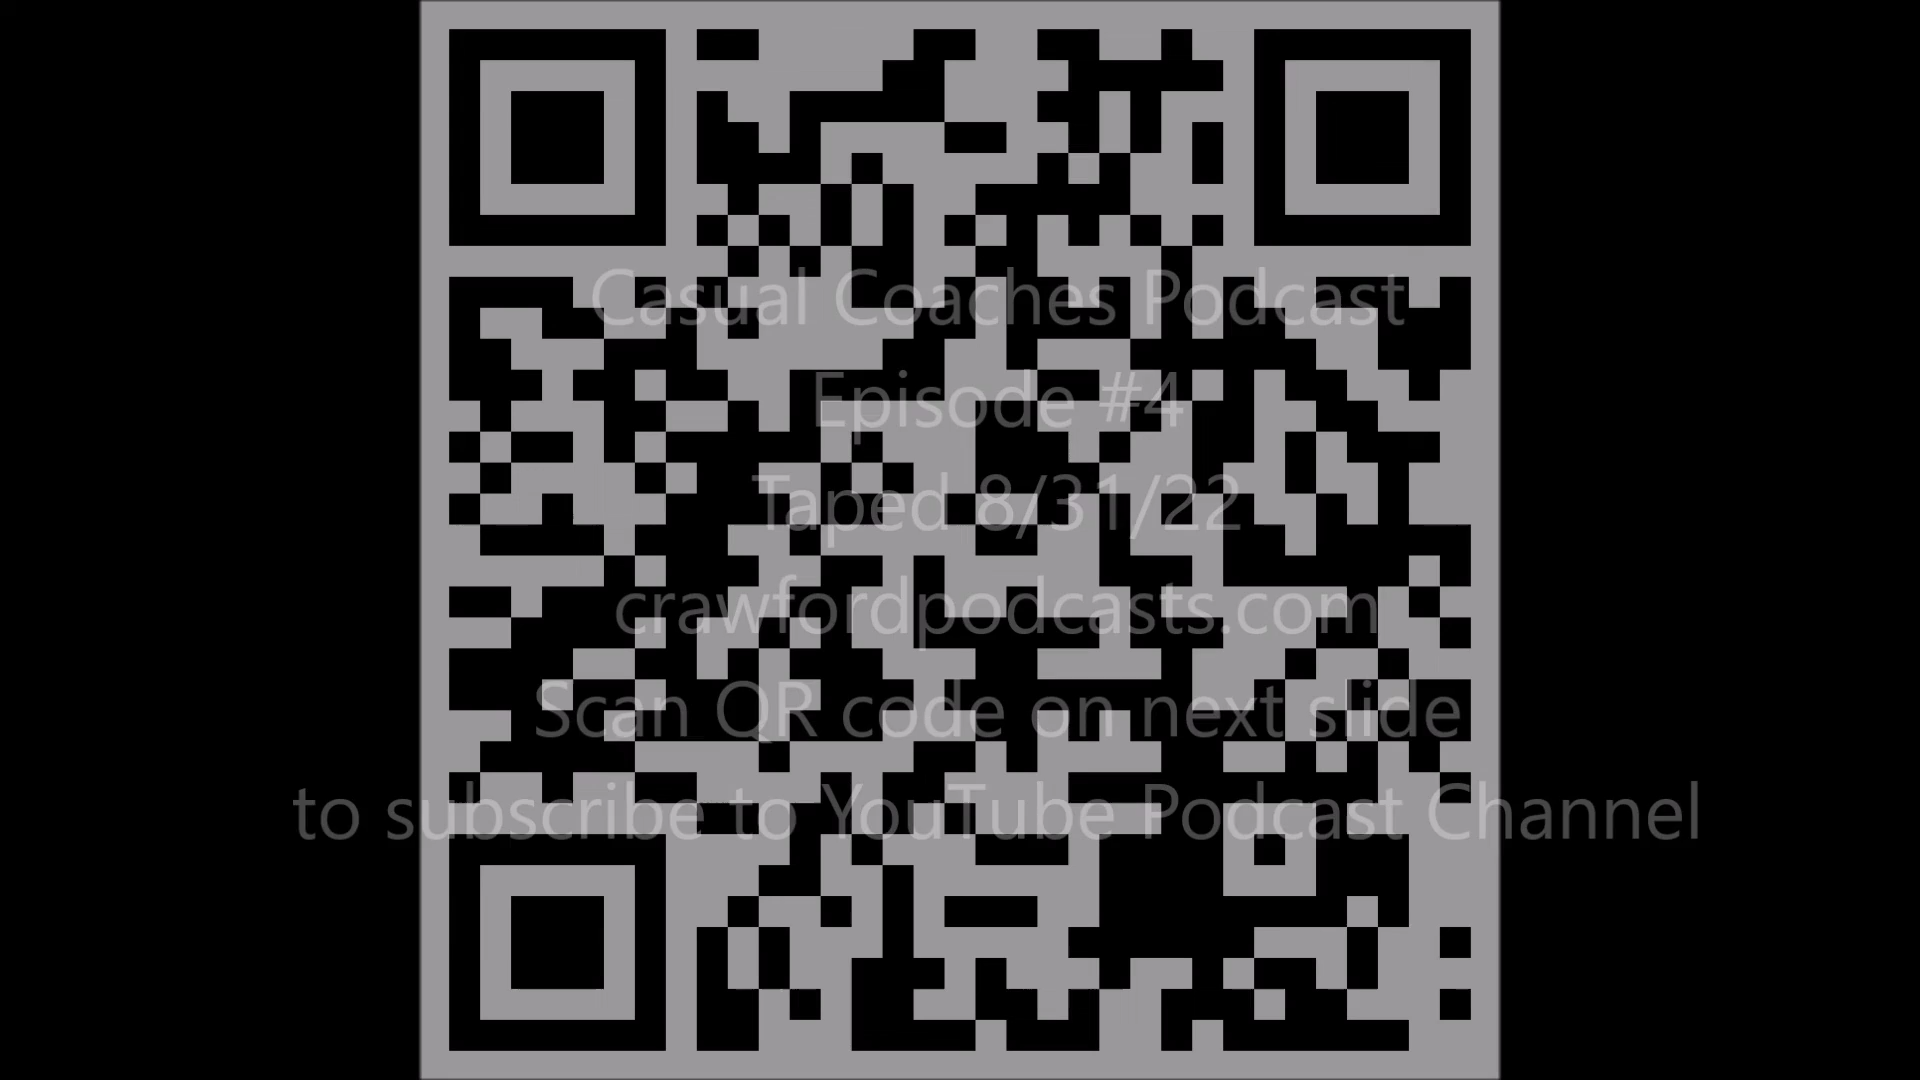 Casual Coaches Podcast
Episode #4
Taped 8/31/22
crawfordpodcasts.com
Scan QR code on next slide
to subscribe to YouTube Podcast Channel